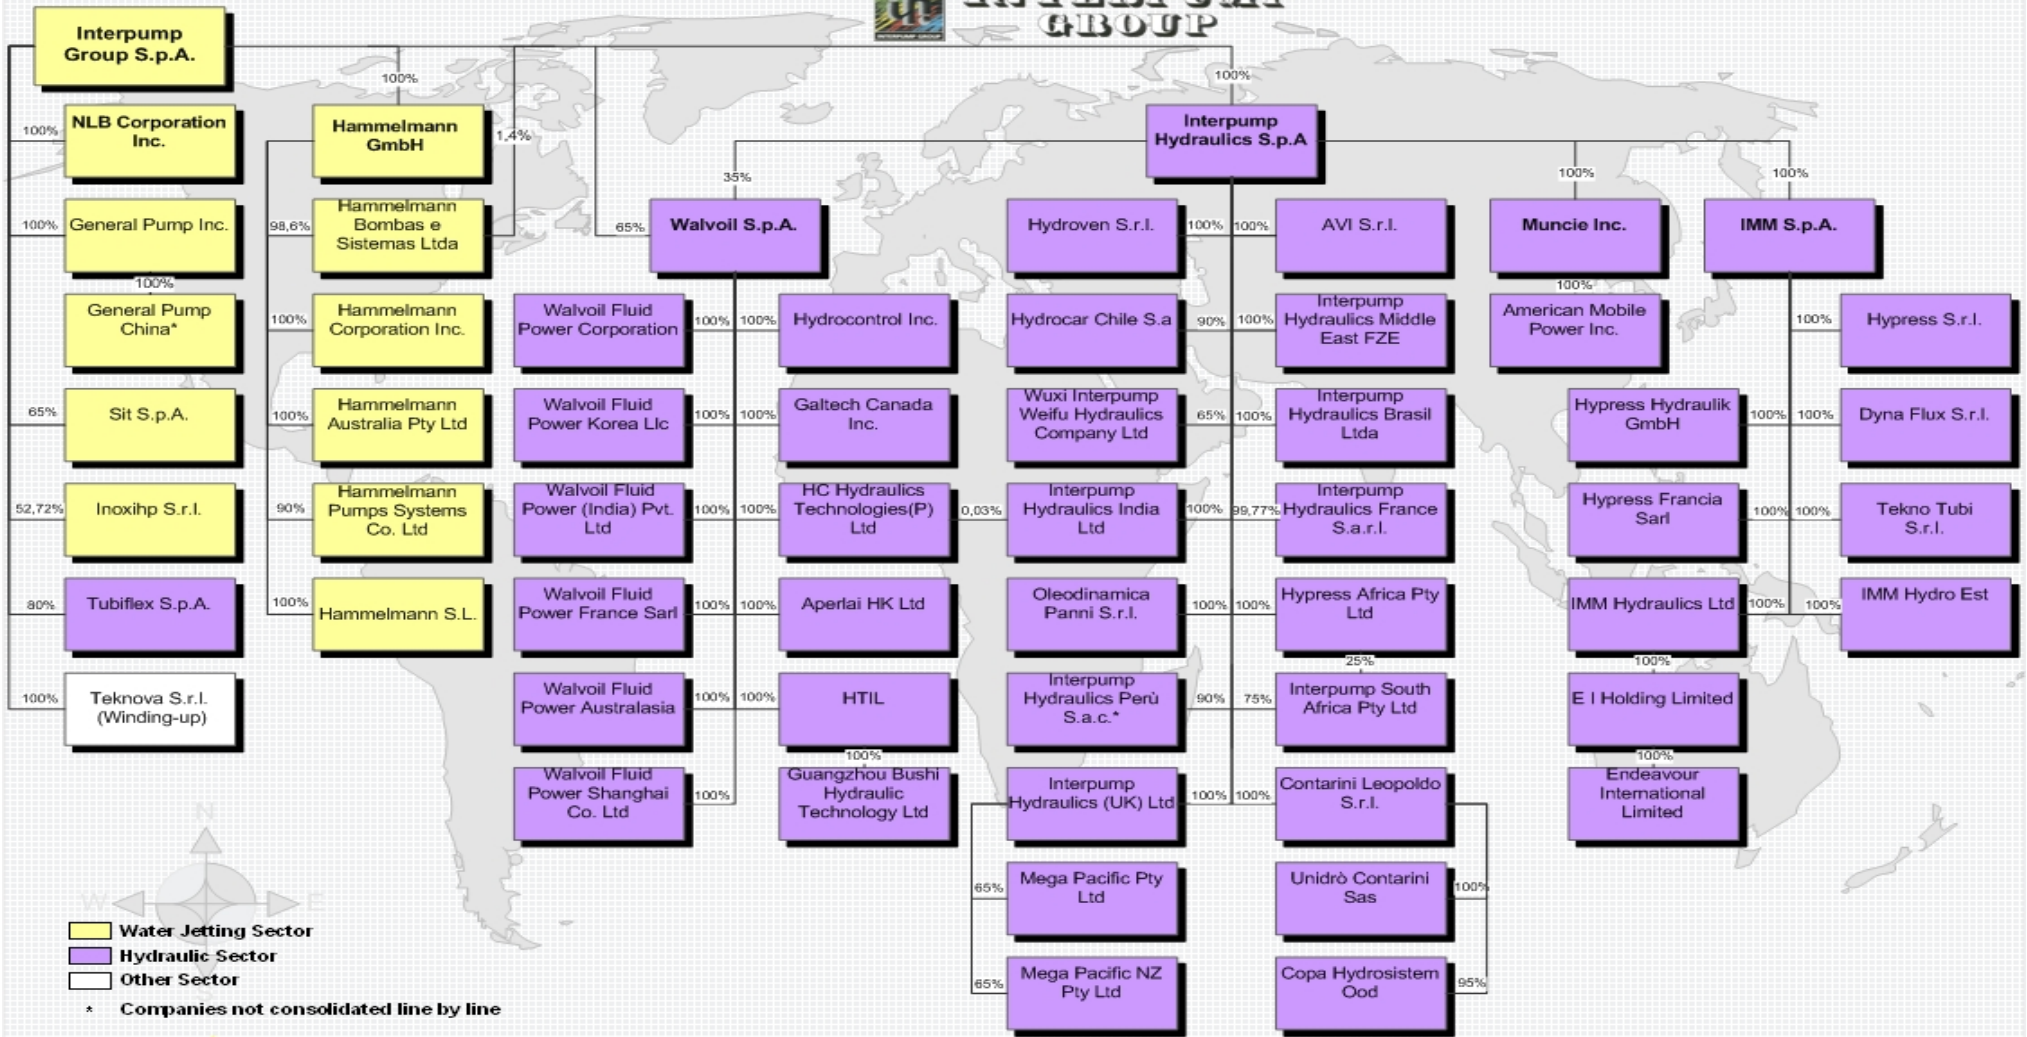 INTERPUMP
GROUP
INTERPUMP GROUP
Interpump
Group S.p.A.
100%
100%
100%
NLB Corporation
Inc.
Hammelmann
GmbH
1,4%
Interpump
Hydraulics S.p.A
35%
100%
100%
100%
General Pump Inc.
98,6%
Hammelmann
Bombas e
Sistemas Ltda
65%
Walvoil S.p.A.
Hydroven S.r.l.
100%
100%
AVI S.r.l.
Muncie Inc.
IMM S.p.A.
100%
100%
General Pump
China*
100%
Hammelmann
Corporation Inc.
Walvoil Fluid
Power Corporation
100%
100%
Hydrocontrol Inc.
Hydrocar Chile S.a
90%
100%
Interpump
Hydraulics Middle
East FZE
American Mobile
Power Inc.
100%
Hypress S.r.l.
65%
Sit S.p.A.
100%
Hammelmann
Australia Pty Ltd
Walvoil Fluid
Power Korea Llc
100%
100%
Galtech Canada
Inc.
Wuxi Interpump
Weifu Hydraulics
Company Ltd
65%
100%
Interpump
Hydraulics Brasil
Ltda
Hypress Hydraulik
GmbH
100%
100%
Dyna Flux S.r.l.
52,72%
Inoxihp S.r.l.
90%
Hammelmann
Pumps Systems
Co. Ltd
Walvoil Fluid
Power (India) Pvt.
Ltd
100%
100%
HC Hydraulics
Technologies(P)
Ltd
0,03%
Interpump
Hydraulics India
Ltd
100%
99,77%
Interpump
Hydraulics France
S.a.r.l.
Hypress Francia
Sarl
100%
100%
Tekno Tubi
S.r.l.
80%
Tubiflex S.p.A.
100%
Hammelmann S.L.
Walvoil Fluid
Power France Sarl
100%
100%
Aperlai HK Ltd
Oleodinamica
Panni S.r.l.
100%
100%
Hypress Africa Pty
Ltd
IMM Hydraulics Ltd
100%
100%
IMM Hydro Est
25%
100%
100%
Teknova S.r.l.
(Winding-up)
Walvoil Fluid
Power Australasia
100%
100%
HTIL
Interpump
Hydraulics Perù
S.a.c.*
90%
75%
Interpump South
Africa Pty Ltd
E I Holding Limited
100%
100%
Walvoil Fluid
Power Shanghai
Co. Ltd
100%
Guangzhou Bushi
Hydraulic
Technology Ltd
Interpump
Hydraulics (UK) Ltd
100%
100%
Contarini Leopoldo
S.r.l.
Endeavour
International
Limited
65%
Mega Pacific Pty
Ltd
Unidrò Contarini
Sas
100%
65%
Mega Pacific NZ
Pty Ltd
Copa Hydrosistem
Ood
95%
N
W
E
S
Water Jetting Sector
Hydraulic Sector
Other Sector
* Companies not consolidated line by line